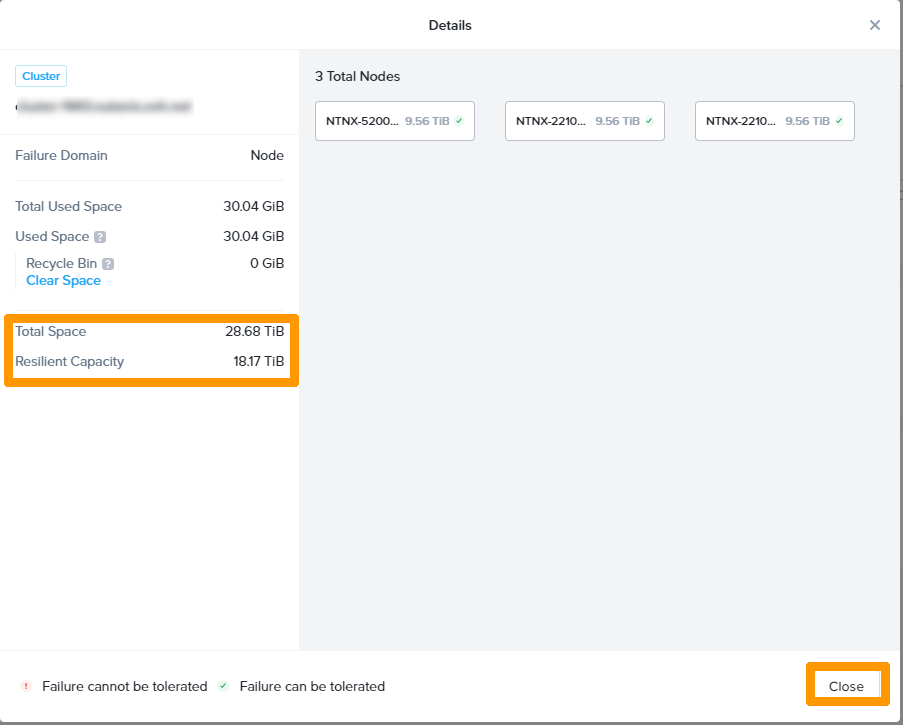 Details
Cluster
Failure Domain Node
Total Used Space 30.04 GiB
Used Space ? 30.04 GiB
Recycle Bin ? 0 GiB
Clear Space
Total Space 28.68 TiB
Resilient Capacity 18.17 TiB
3 Total Nodes
NTNX-5200... 9.56 TiB
NTNX-2210... 9.56 TiB
NTNX-2210... 9.56 TiB
! Failure cannot be tolerated
Failure can be tolerated
Close